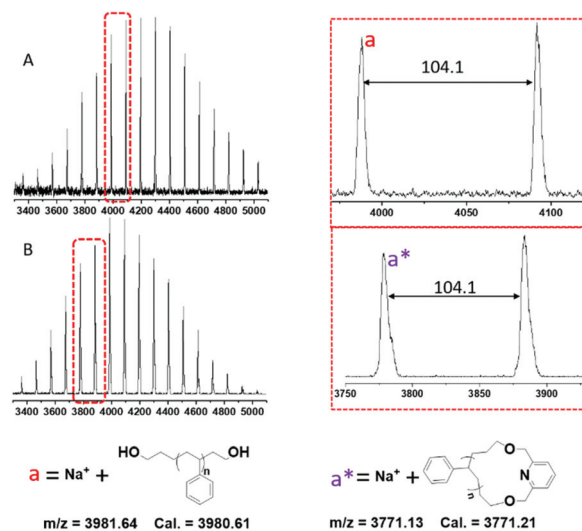 A
3400 3600 3800 4000 4200 4400 4600 4800 5000
a
104.1
4000 4050 4100
B
3400 3600 3800 4000 4200 4400 4600 4800 5000
a*
104.1
3750 3800 3850 3900
a = Na⁺ + HO ( ) n OH
m/z = 3981.64 Cal. = 3980.61
a* = Na⁺ + ( ) n O N O
m/z = 3771.13 Cal. = 3771.21